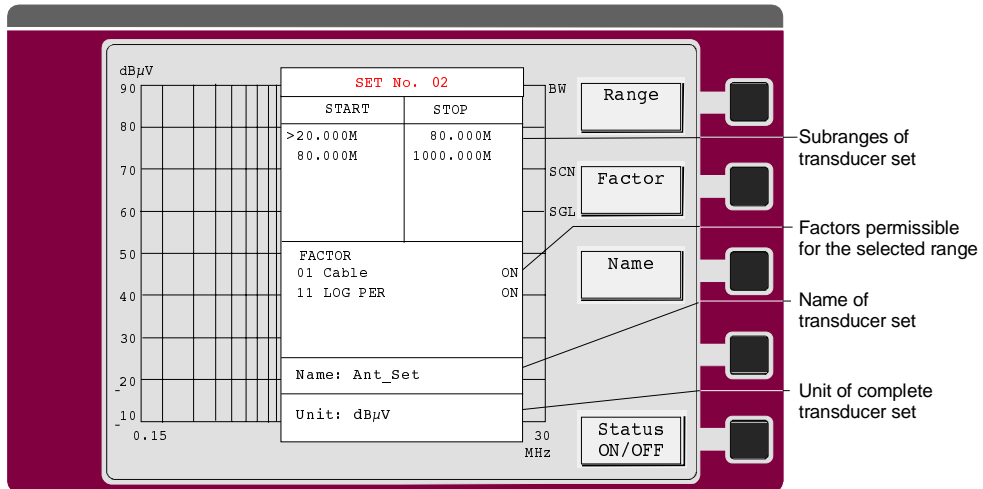 dBµV
90
80
70
60
50
40
30
20
10
0.15
30
MHz
BW
SCN
SGL
SET No. 02
START STOP
>20.000M 80.000M
80.000M 1000.000M
FACTOR
01 Cable ON
11 LOG PER ON
Name: Ant_Set
Unit: dBµV
Range
Factor
Name
Status
ON/OFF
Subranges of
transducer set
Factors permissible
for the selected range
Name of
transducer set
Unit of complete
transducer set